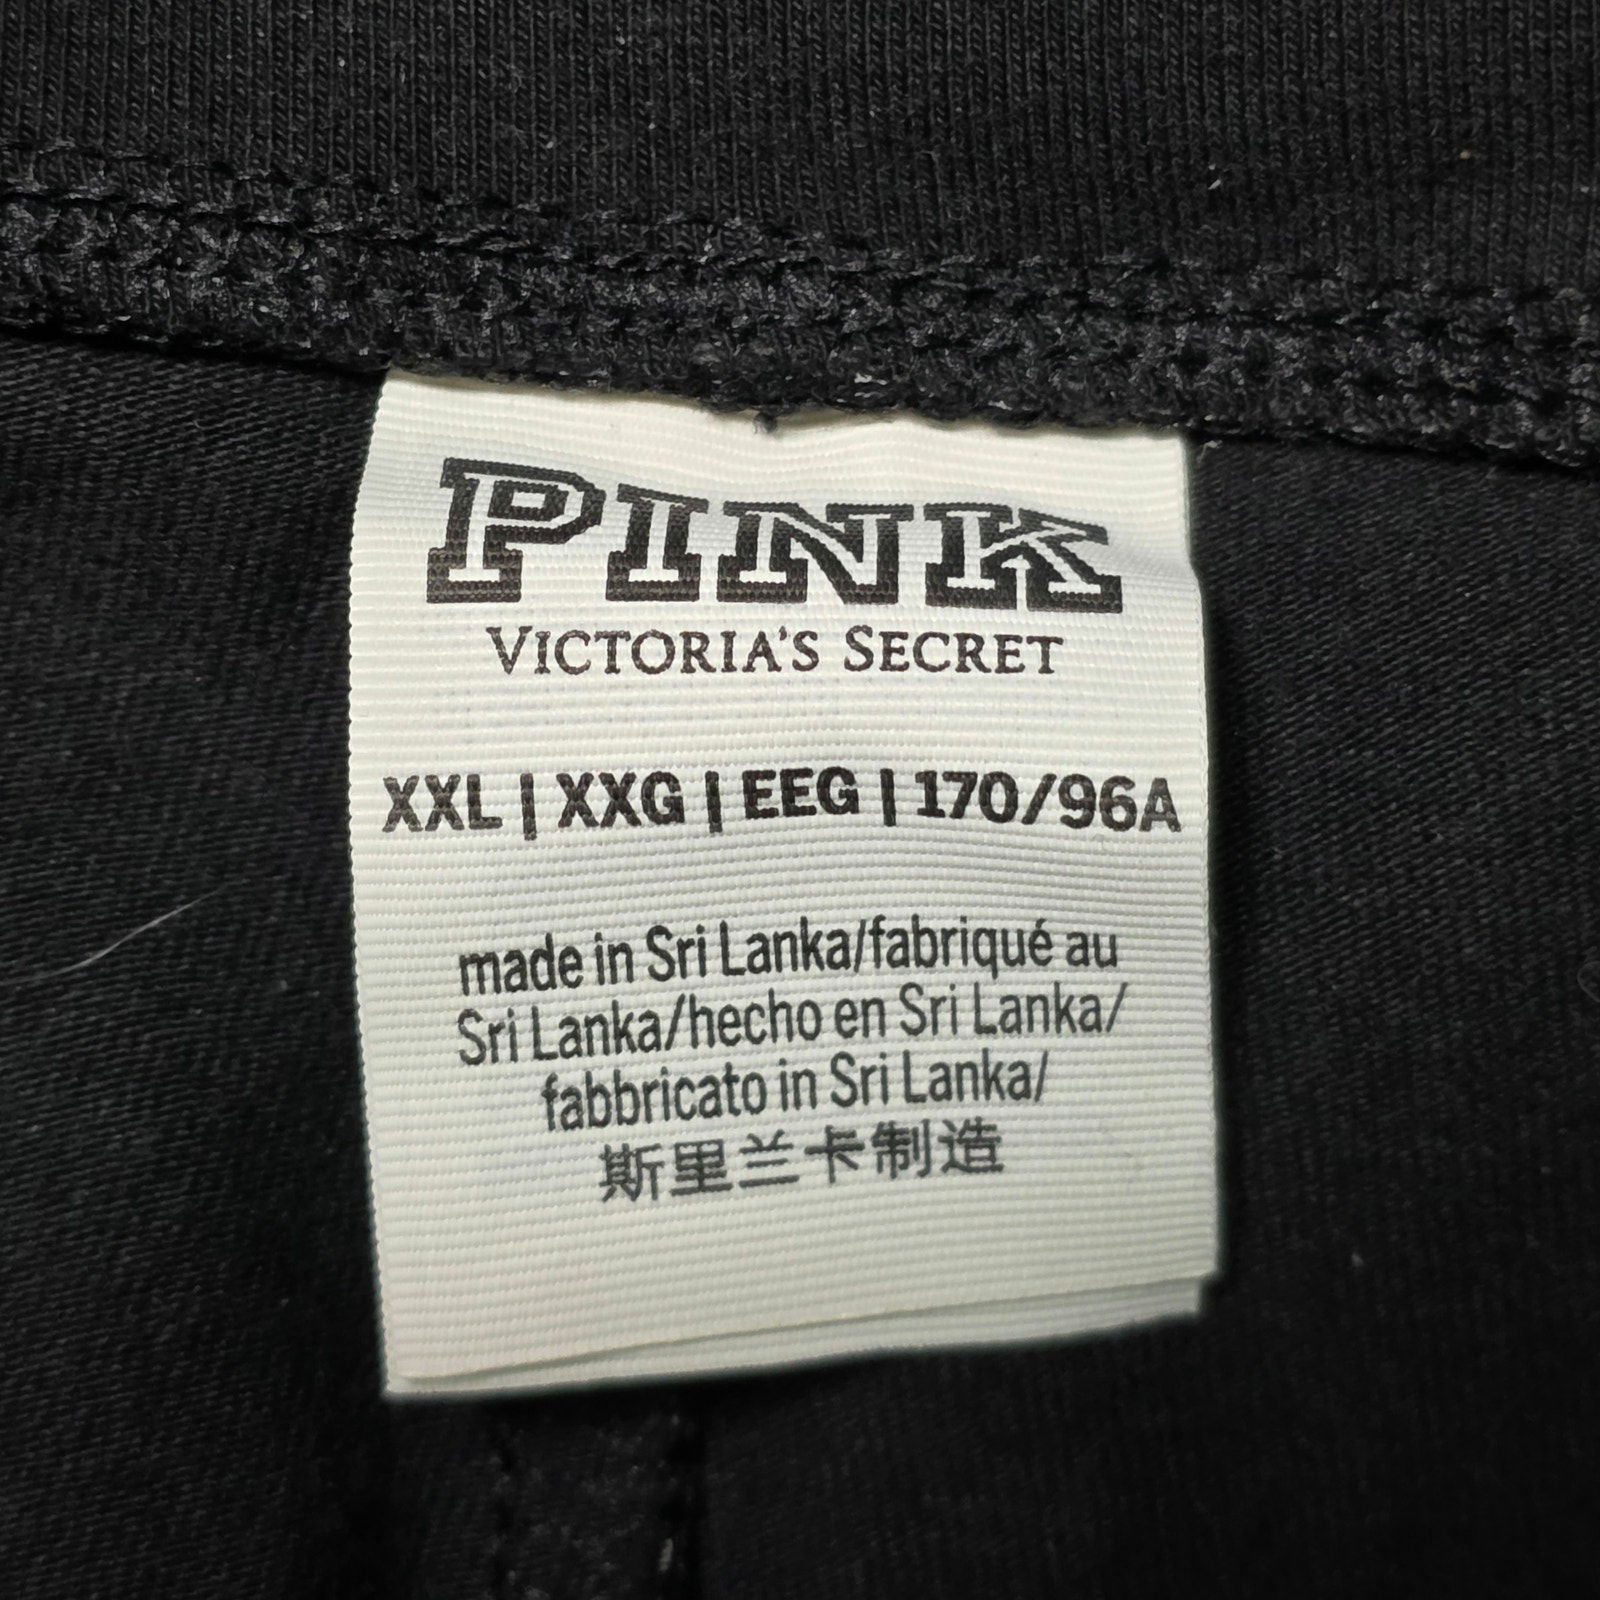 PINK
VICTORIA'S SECRET
XXL | XXG | EEG | 170/96A
made in Sri Lanka/fabriqué au
Sri Lanka/hecho en Sri Lanka/
fabbricato in Sri Lanka/
斯里兰卡制造